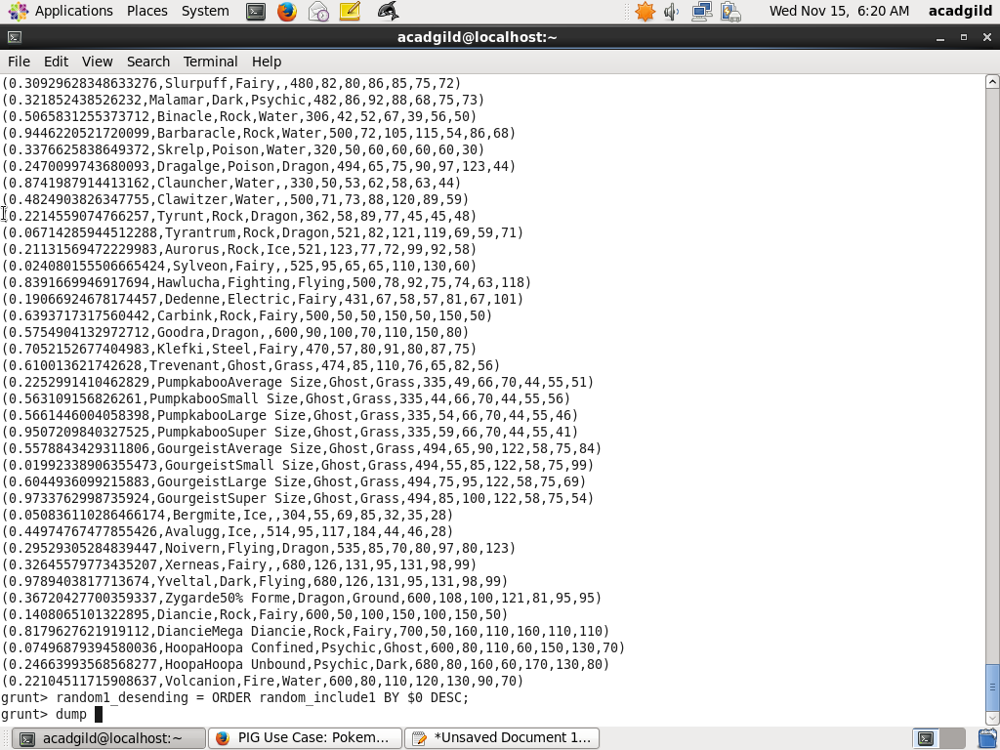 Applications Places System Wed Nov 15, 6:20 AM acadgild
acadgild@localhost:~
File Edit View Search Terminal Help
(0.30929628348633276,Slurpuff,Fairy,,480,82,80,86,85,75,72)
(0.321852438526232,Malamar,Dark,Psychic,482,86,92,88,68,75,73)
(0.5065831255373712,Binacle,Rock,Water,306,42,52,67,39,56,50)
(0.9446220521720099,Barbaracle,Rock,Water,500,72,105,115,54,86,68)
(0.3376625838649372,Skrelp,Poison,Water,320,50,60,60,60,60,30)
(0.2470099743680093,Dragalge,Poison,Dragon,494,65,75,90,97,123,44)
(0.8741987914413162,Clauncher,Water,,330,50,53,62,58,63,44)
(0.4824903826347755,Clawitzer,Water,,500,71,73,88,120,89,59)
(0.2214559074766257,Tyrunt,Rock,Dragon,362,58,89,77,45,45,48)
(0.06714285944512288,Tyrantrum,Rock,Dragon,521,82,121,119,69,59,71)
(0.21131569472229983,Aurorus,Rock,Ice,521,123,77,72,99,92,58)
(0.024080155506665424,Sylveon,Fairy,,525,95,65,65,110,130,60)
(0.8391669946917694,Hawlucha,Fighting,Flying,500,78,92,75,74,63,118)
(0.19066924678174457,Dedenne,Electric,Fairy,431,67,58,57,81,67,101)
(0.6393717317560442,Carbink,Rock,Fairy,500,50,50,150,50,150,50)
(0.5754904132972712,Goodra,Dragon,,600,90,100,70,110,150,80)
(0.7052152677404983,Klefki,Steel,Fairy,470,57,80,91,80,87,75)
(0.610013621742628,Trevenant,Ghost,Grass,474,85,110,76,65,82,56)
(0.2252991410462829,PumpkabooAverage Size,Ghost,Grass,335,49,66,70,44,55,51)
(0.563109156826261,PumpkabooSmall Size,Ghost,Grass,335,44,66,70,44,55,56)
(0.5661446004058398,PumpkabooLarge Size,Ghost,Grass,335,54,66,70,44,55,46)
(0.9507209840327525,PumpkabooSuper Size,Ghost,Grass,335,59,66,70,44,55,41)
(0.5578843429311806,GourgeistAverage Size,Ghost,Grass,494,65,90,122,58,75,84)
(0.01992338906355473,GourgeistSmall Size,Ghost,Grass,494,55,85,122,58,75,99)
(0.6044936099215883,GourgeistLarge Size,Ghost,Grass,494,75,95,122,58,75,69)
(0.9733762998735924,GourgeistSuper Size,Ghost,Grass,494,85,100,122,58,75,54)
(0.050836110286466174,Bergmite,Ice,,304,55,69,85,32,35,28)
(0.44974767477855426,Avalugg,Ice,,514,95,117,184,44,46,28)
(0.29529305284839447,Noivern,Flying,Dragon,535,85,70,80,97,80,123)
(0.32645579773435207,Xerneas,Fairy,,680,126,131,95,131,98,99)
(0.9789403817713674,Yveltal,Dark,Flying,680,126,131,95,131,98,99)
(0.36720427700359337,Zygarde50% Forme,Dragon,Ground,600,108,100,121,81,95,95)
(0.1408065101322895,Diancie,Rock,Fairy,600,50,100,150,100,150,50)
(0.8179627621919112,DiancieMega Diancie,Rock,Fairy,700,50,160,110,160,110,110)
(0.07496879394580036,HoopaHoopa Confined,Psychic,Ghost,600,80,110,60,150,130,70)
(0.24663993568568277,HoopaHoopa Unbound,Psychic,Dark,680,80,160,60,170,130,80)
(0.22104511715908637,Volcanion,Fire,Water,600,80,110,120,130,90,70)
grunt> random1_desending = ORDER random_include1 BY $0 DESC;
grunt> dump
acadgild@localhost:~ PIG Use Case: Pokem... *Unsaved Document 1...